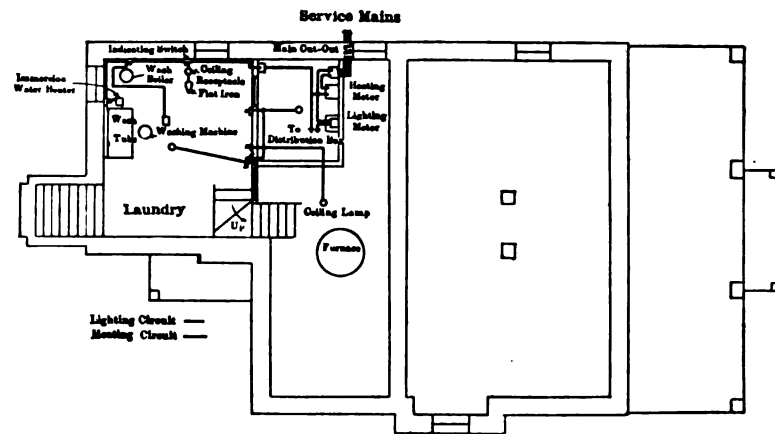 Service Mains
Indicating Switch
Main Cut-Out
Immersion
Water Heater
Wash
Boiler
Ceiling
Receptacle
Flat Iron
Heating
Meter
Lighting
Meter
Wash
Tubs
Washing Machine
To
Distribution Box
Laundry
Up
Ceiling Lamp
Furnace
Lighting Circuit
Heating Circuit